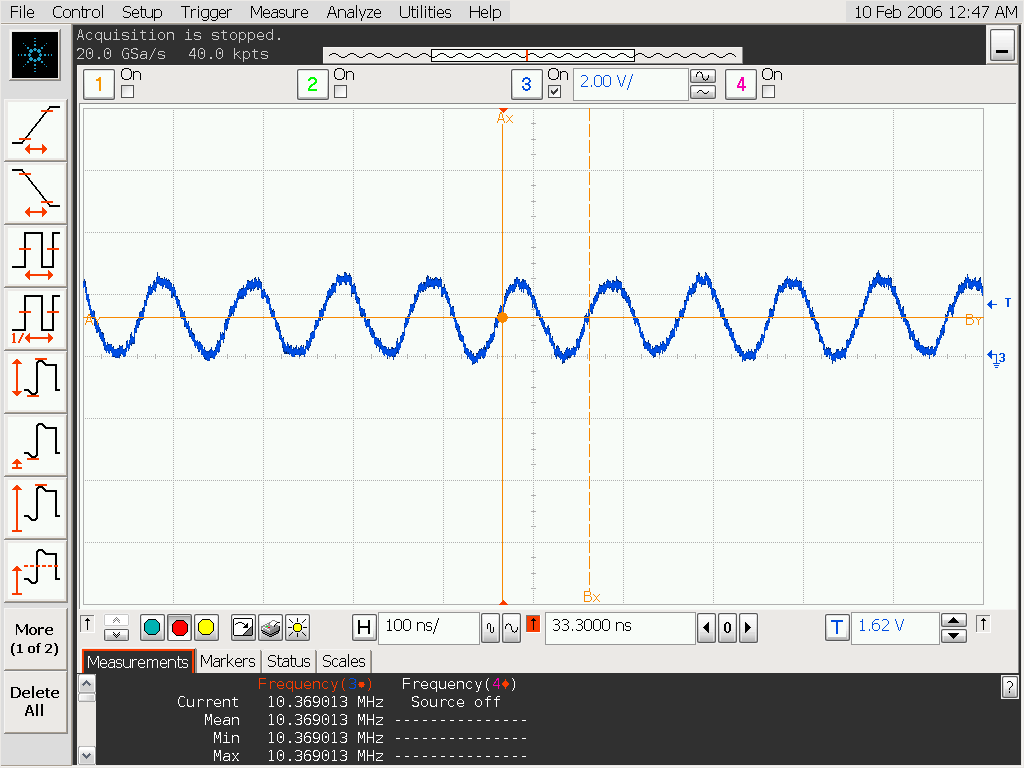 File Control Setup Trigger Measure Analyze Utilities Help 10 Feb 2006 12:47 AM
Acquisition is stopped.
20.0 GSa/s 40.0 kpts
1 On 2 On 3 On 2.00 V/ 4 On
Ax
A
By
T
3
Bx
1/
More
(1 of 2)
Delete
All
H 100 ns/ 33.3000 ns 0 T 1.62 V
Measurements Markers Status Scales
Frequency(3) Frequency(4)
Current 10.369013 MHz Source off
Mean 10.369013 MHz ---------------
Min 10.369013 MHz ---------------
Max 10.369013 MHz ---------------
?